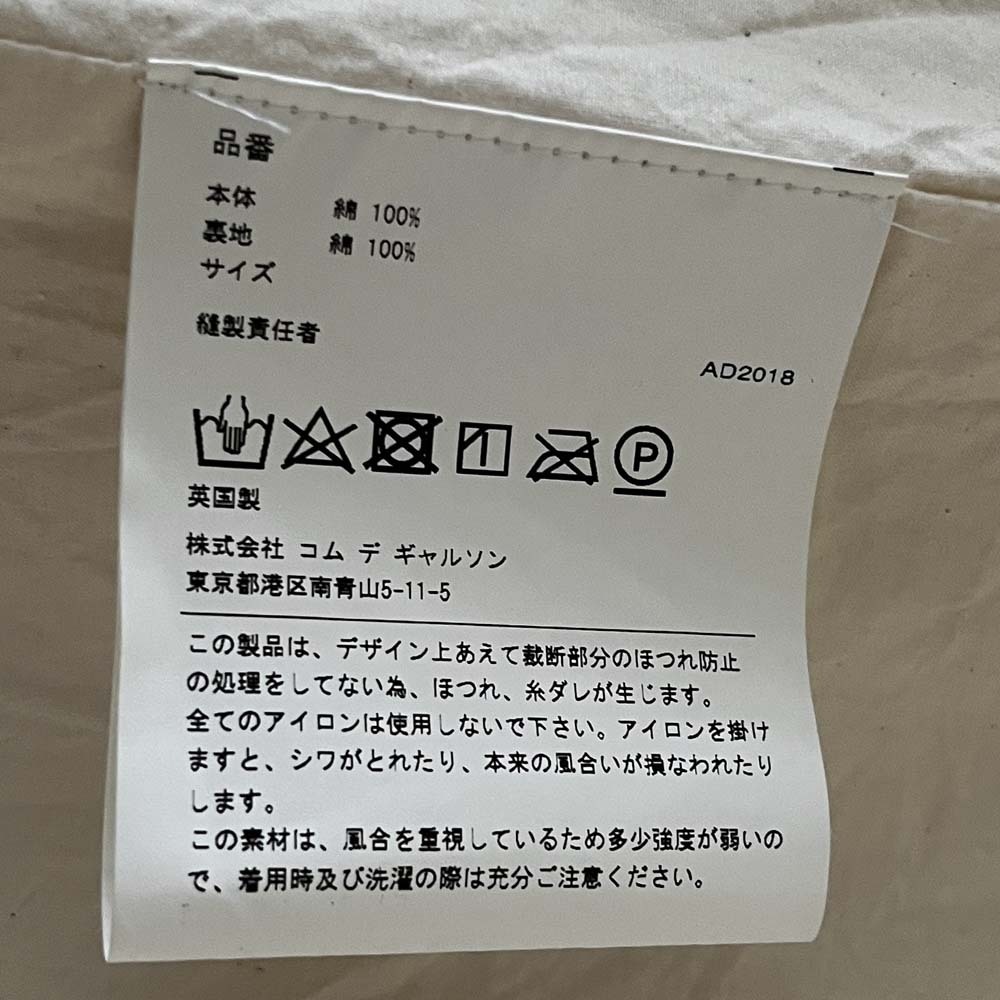 品番
本体 綿 100%
裏地 綿 100%
サイズ
縫製責任者
AD2018
英国製
株式会社 コム デ ギャルソン
東京都港区南青山5-11-5
この製品は、デザイン上あえて裁断部分のほつれ防止
の処理をしてない為、ほつれ、糸ダレが生じます。
全てのアイロンは使用しないで下さい。アイロンを掛け
ますと、シワがとれたり、本来の風合いが損なわれたり
します。
この素材は、風合を重視しているため多少強度が弱いの
で、着用時及び洗濯の際は充分ご注意ください。